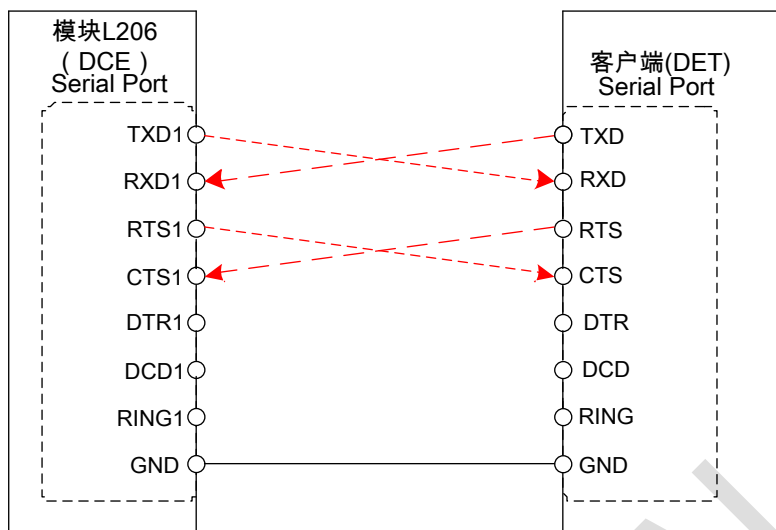 模块L206
（DCE）
Serial Port
TXD1
RXD1
RTS1
CTS1
DTR1
DCD1
RING1
GND
客户端(DET)
Serial Port
TXD
RXD
RTS
CTS
DTR
DCD
RING
GND